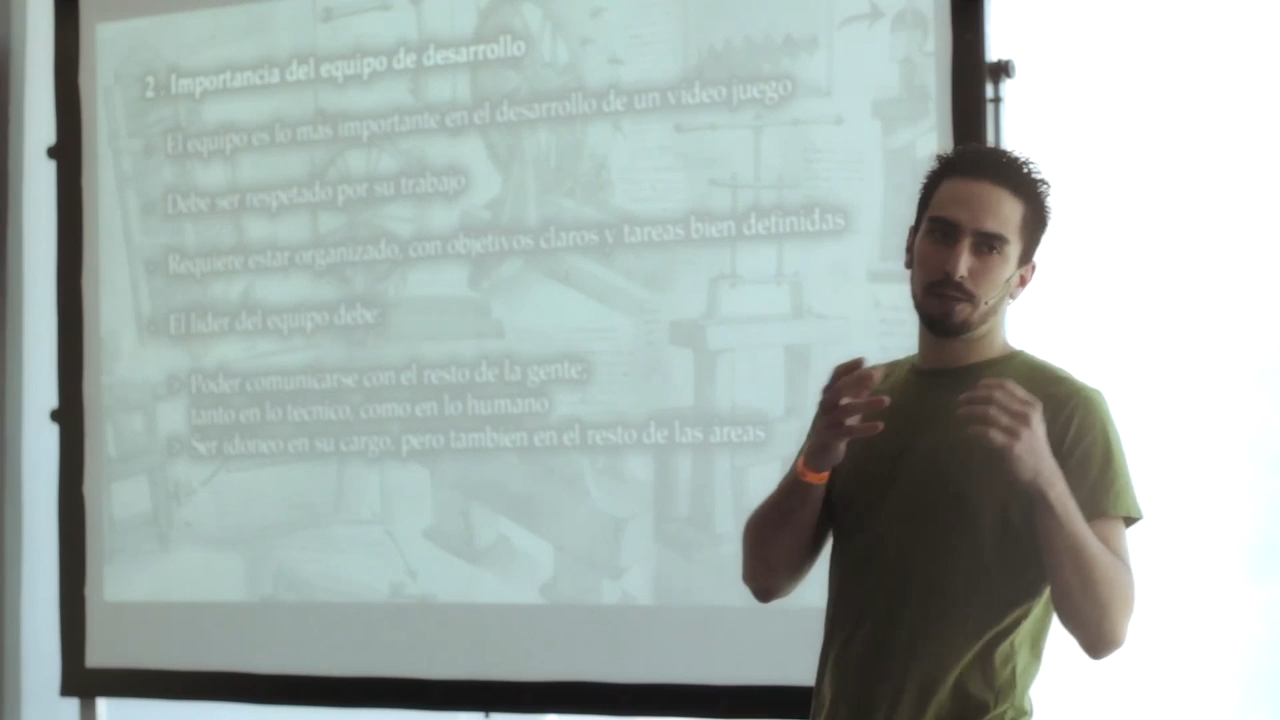 2 . Importancia del equipo de desarrollo
El equipo es lo mas importante en el desarrollo de un video juego
Debe ser respetado por su trabajo
Requiere estar organizado, con objetivos claros y tareas bien definidas
El lider del equipo debe:
Poder comunicarse con el resto de la gente;
tanto en lo tecnico, como en lo humano
Ser idoneo en su cargo, pero tambien en el resto de las areas